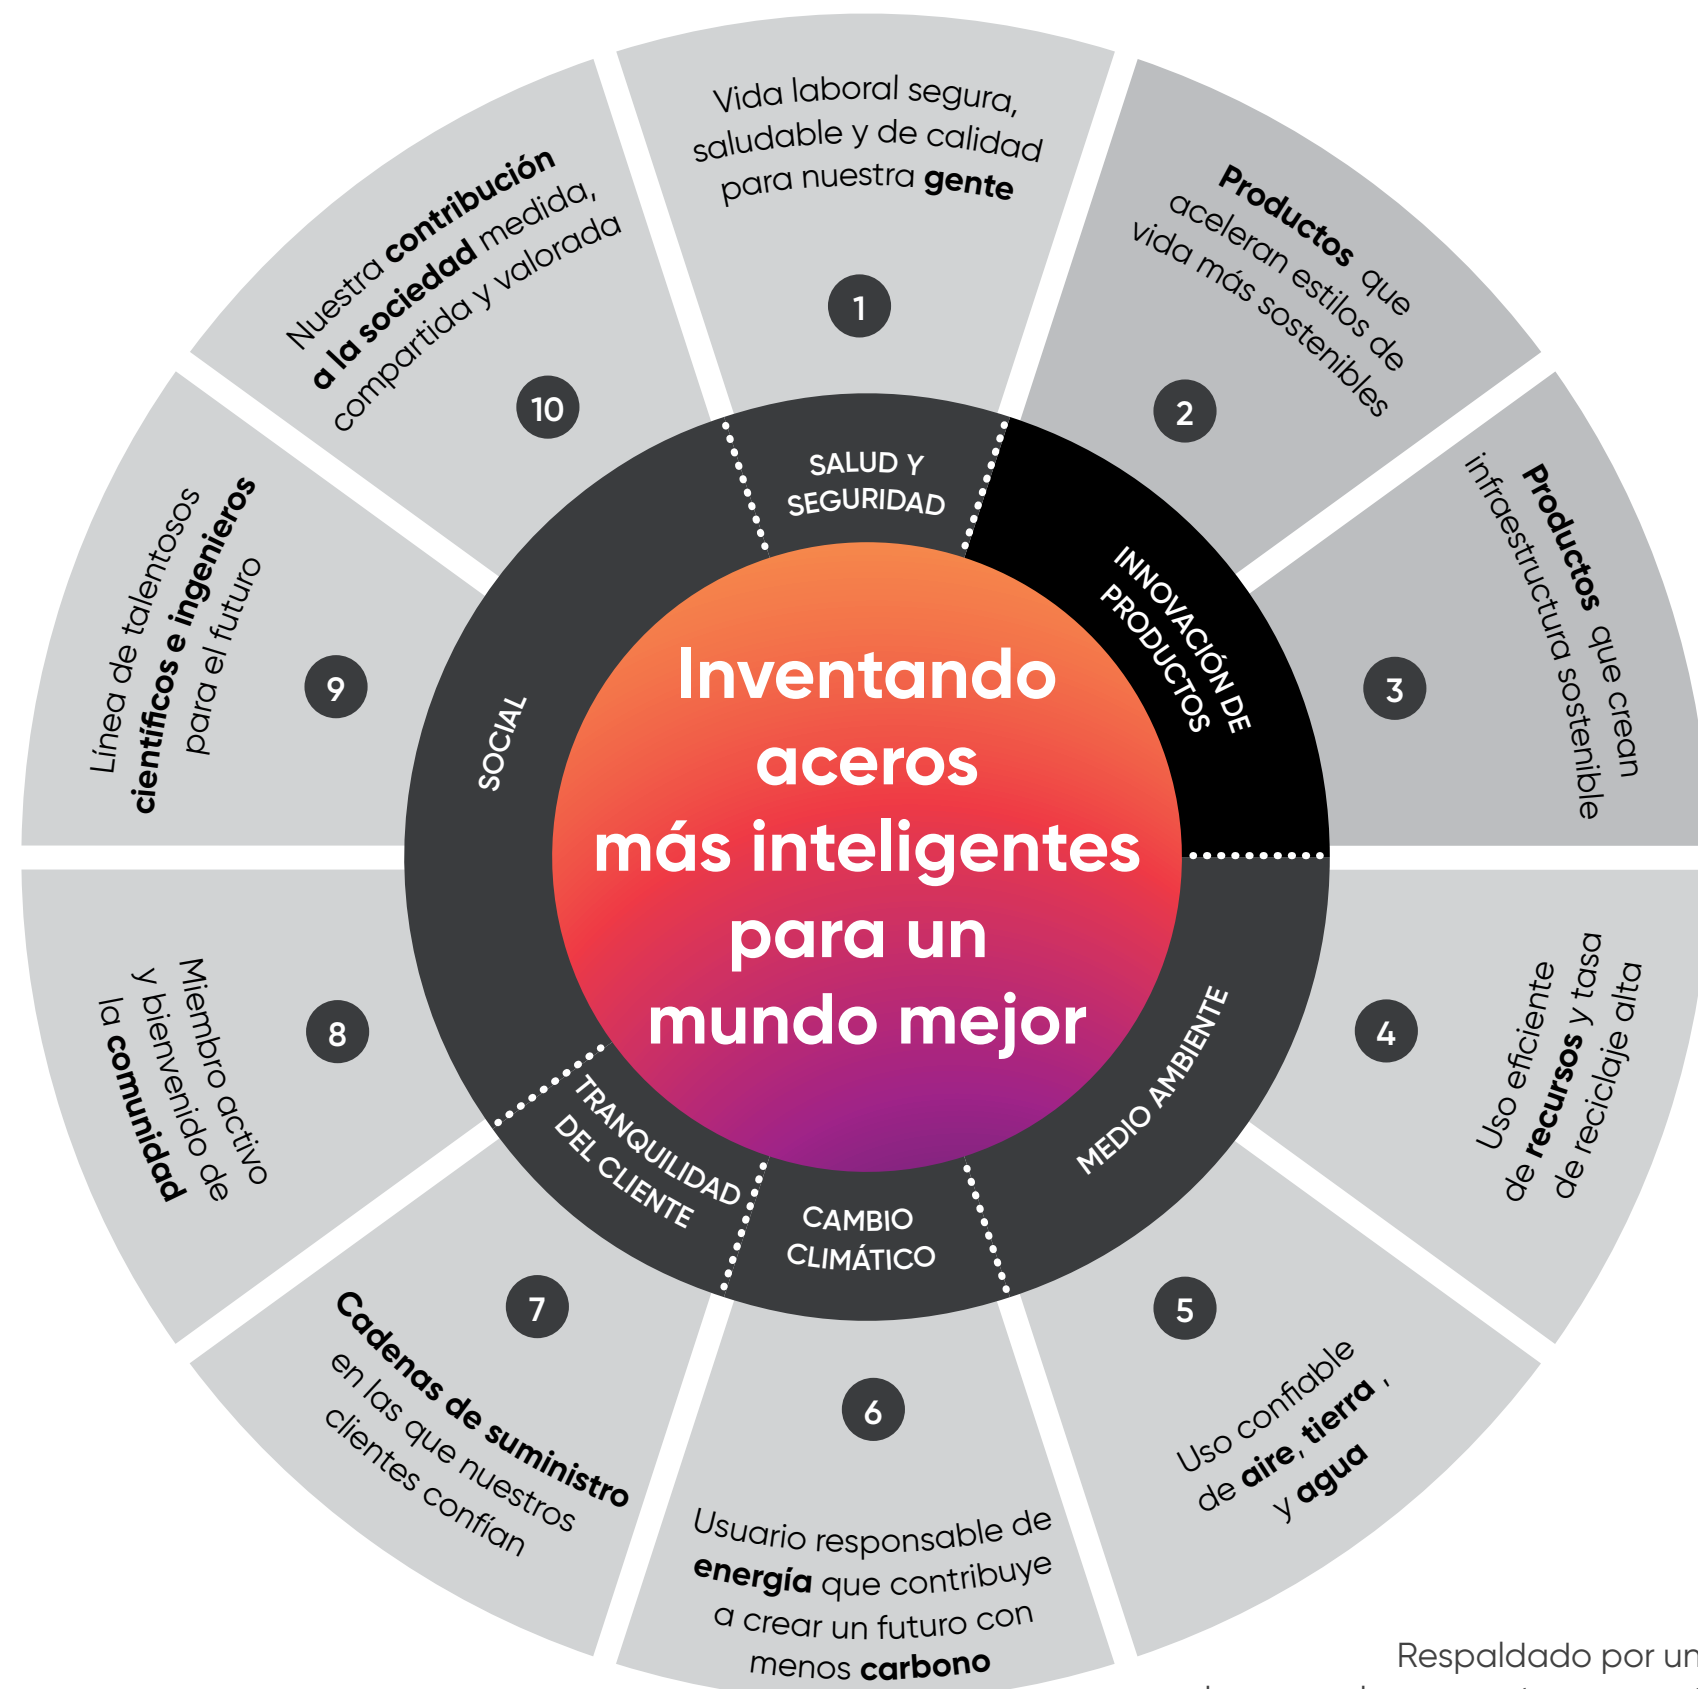 Vida laboral segura,
saludable y de calidad
para nuestra gente
1
Productos que
aceleran estilos de
vida más sostenibles
2
Productos que crean
infraestructura sostenible
3
Uso eficiente
de recursos y tasa
de reciclaje alta
4
Uso confiable
de aire, tierra ,
y agua
5
Usuario responsable de
energía que contribuye
a crear un futuro con
menos carbono
6
Cadenas de suministro
en las que nuestros
clientes confían
7
Miembro activo
y bienvenido de
la comunidad
8
Línea de talentosos
científicos e ingenieros
para el futuro
9
Nuestra contribución
a la sociedad medida,
compartida y valorada
10
SALUD Y
SEGURIDAD
INNOVACIÓN DE
PRODUCTOS
MEDIO AMBIENTE
CAMBIO
CLIMÁTICO
TRANQUILIDAD
DEL CLIENTE
SOCIAL
Inventando
aceros
más inteligentes
para un
mundo mejor
Respaldado por un